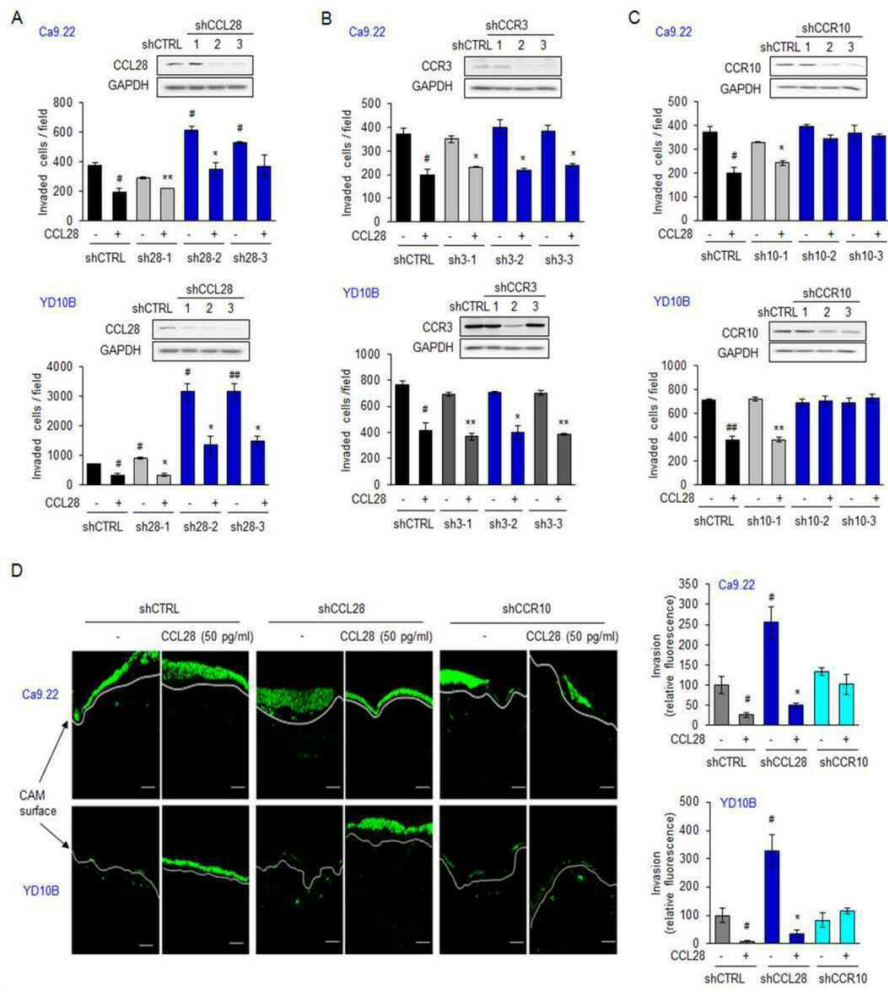 A
Ca9.22
shCCL28
shCTRL 1 2 3
CCL28
GAPDH
Invaded cells / field
800
600
400
200
0
# ** # * #
CCL28 - + - + - + - +
shCTRL sh28-1 sh28-2 sh28-3
YD10B
shCCL28
shCTRL 1 2 3
CCL28
GAPDH
Invaded cells / field
4000
3000
2000
1000
0
# # * # * ## *
CCL28 - + - + - + - +
shCTRL sh28-1 sh28-2 sh28-3
B
Ca9.22
shCCR3
shCTRL 1 2 3
CCR3
GAPDH
Invaded cells / field
500
400
300
200
100
0
# * * *
CCL28 - + - + - + - +
shCTRL sh3-1 sh3-2 sh3-3
YD10B
shCCR3
shCTRL 1 2 3
CCR3
GAPDH
Invaded cells /field
1000
800
600
400
200
0
# ** * **
CCL28 - + - + - + - +
shCTRL sh3-1 sh3-2 sh3-3
C
Ca9.22
shCCR10
shCTRL 1 2 3
CCR10
GAPDH
Invaded cells / field
500
400
300
200
100
0
# *
CCL28 - + - + - + - +
shCTRL sh10-1 sh10-2 sh10-3
YD10B
shCCR10
shCTRL 1 2 3
CCR10
GAPDH
Invaded cells / field
1000
800
600
400
200
0
## **
CCL28 - + - + - + - +
shCTRL sh10-1 sh10-2 sh10-3
D
shCTRL shCCL28 shCCR10
- CCL28 (50 pg/ml) - CCL28 (50 pg/ml) - CCL28 (50 pg/ml)
Ca9.22
CAM
surface
YD10B
Ca9.22
Invasion
(relative fluorescence)
350
300
250
200
150
100
50
0
# # *
CCL28 - + - + - +
shCTRL shCCL28 shCCR10
YD10B
Invasion
(relative fluorescence)
500
400
300
200
100
0
# # *
CCL28 - + - + - +
shCTRL shCCL28 shCCR10